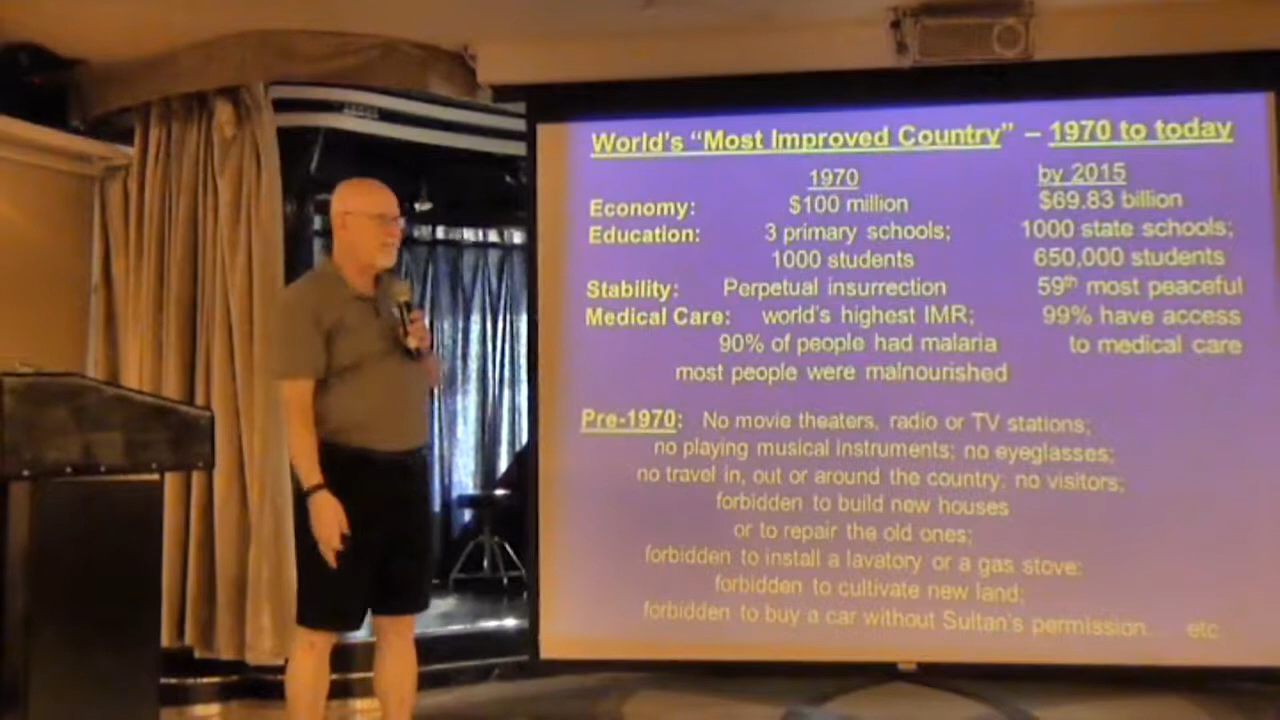 World's "Most Improved Country" – 1970 to today
1970 by 2015
Economy: $100 million $69.83 billion
Education: 3 primary schools; 1000 state schools;
1000 students 650,000 students
Stability: Perpetual insurrection 59th most peaceful
Medical Care: world's highest IMR; 99% have access
90% of people had malaria to medical care
most people were malnourished
Pre-1970: No movie theaters, radio or TV stations;
no playing musical instruments; no eyeglasses;
no travel in, out or around the country; no visitors;
forbidden to build new houses
or to repair the old ones;
forbidden to install a lavatory or a gas stove;
forbidden to cultivate new land;
forbidden to buy a car without Sultan's permission. etc